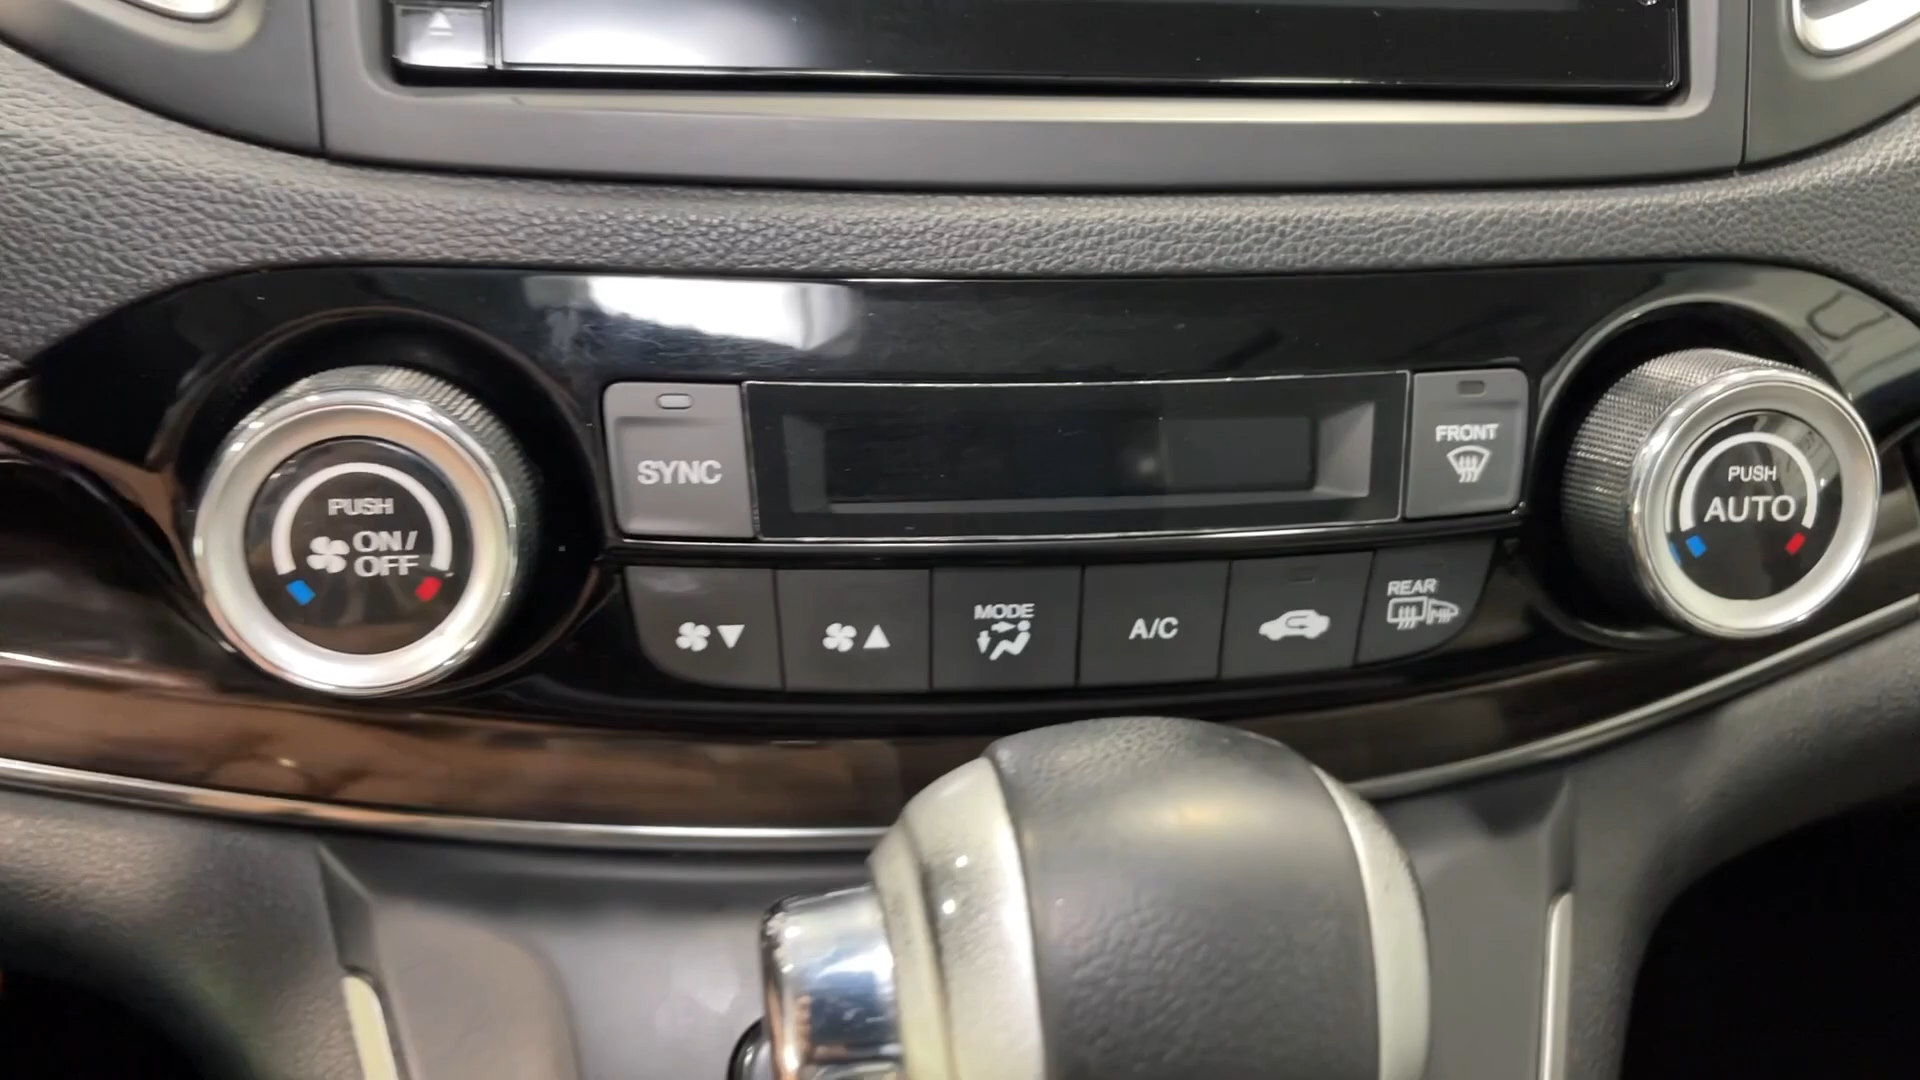 SYNC
FRONT
PUSH
ON/
OFF
PUSH
AUTO
MODE
A/C
REAR